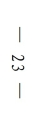 — 23 —